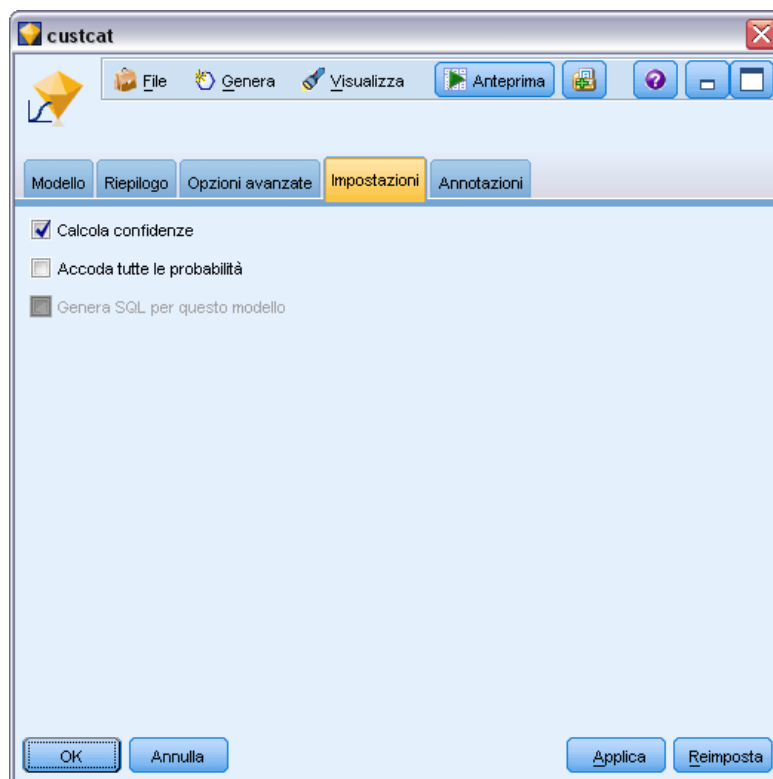 custcat
File Genera Visualizza Anteprima
Modello Riepilogo Opzioni avanzate Impostazioni Annotazioni
Calcola confidenze
Accoda tutte le probabilità
Genera SQL per questo modello
OK Annulla Applica Reimposta